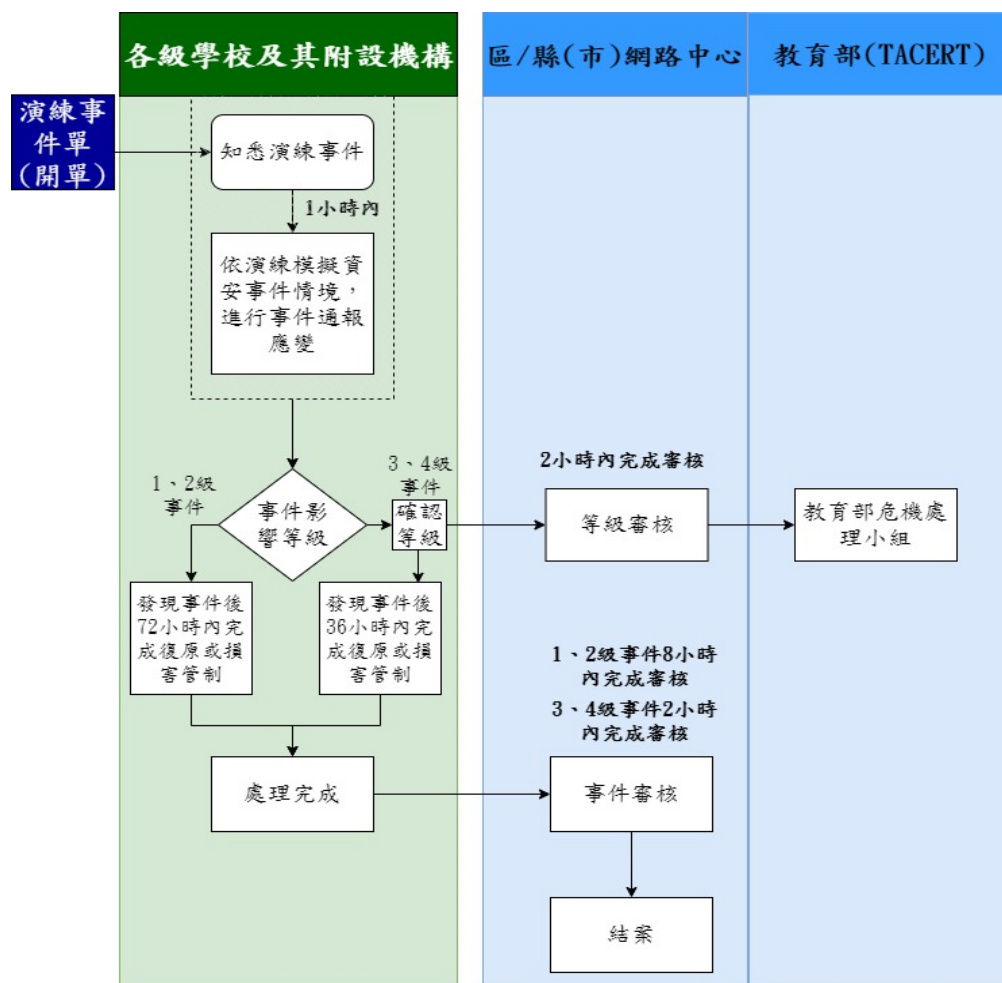 各級學校及其附設機構
區/縣(市)網路中心
教育部(TACERT)
演練事
件單
(開單)
知悉演練事件
1小時內
依演練模擬資
安事件情境，
進行事件通報
應變
1、2級
事件
事件影
響等級
3、4級
事件
確認
等級
2小時內完成審核
等級審核
教育部危機處
理小組
發現事件後
72小時內完
成復原或損
害管制
發現事件後
36小時內完
成復原或損
害管制
1、2級事件8小時
內完成審核
3、4級事件2小時
內完成審核
處理完成
事件審核
結案